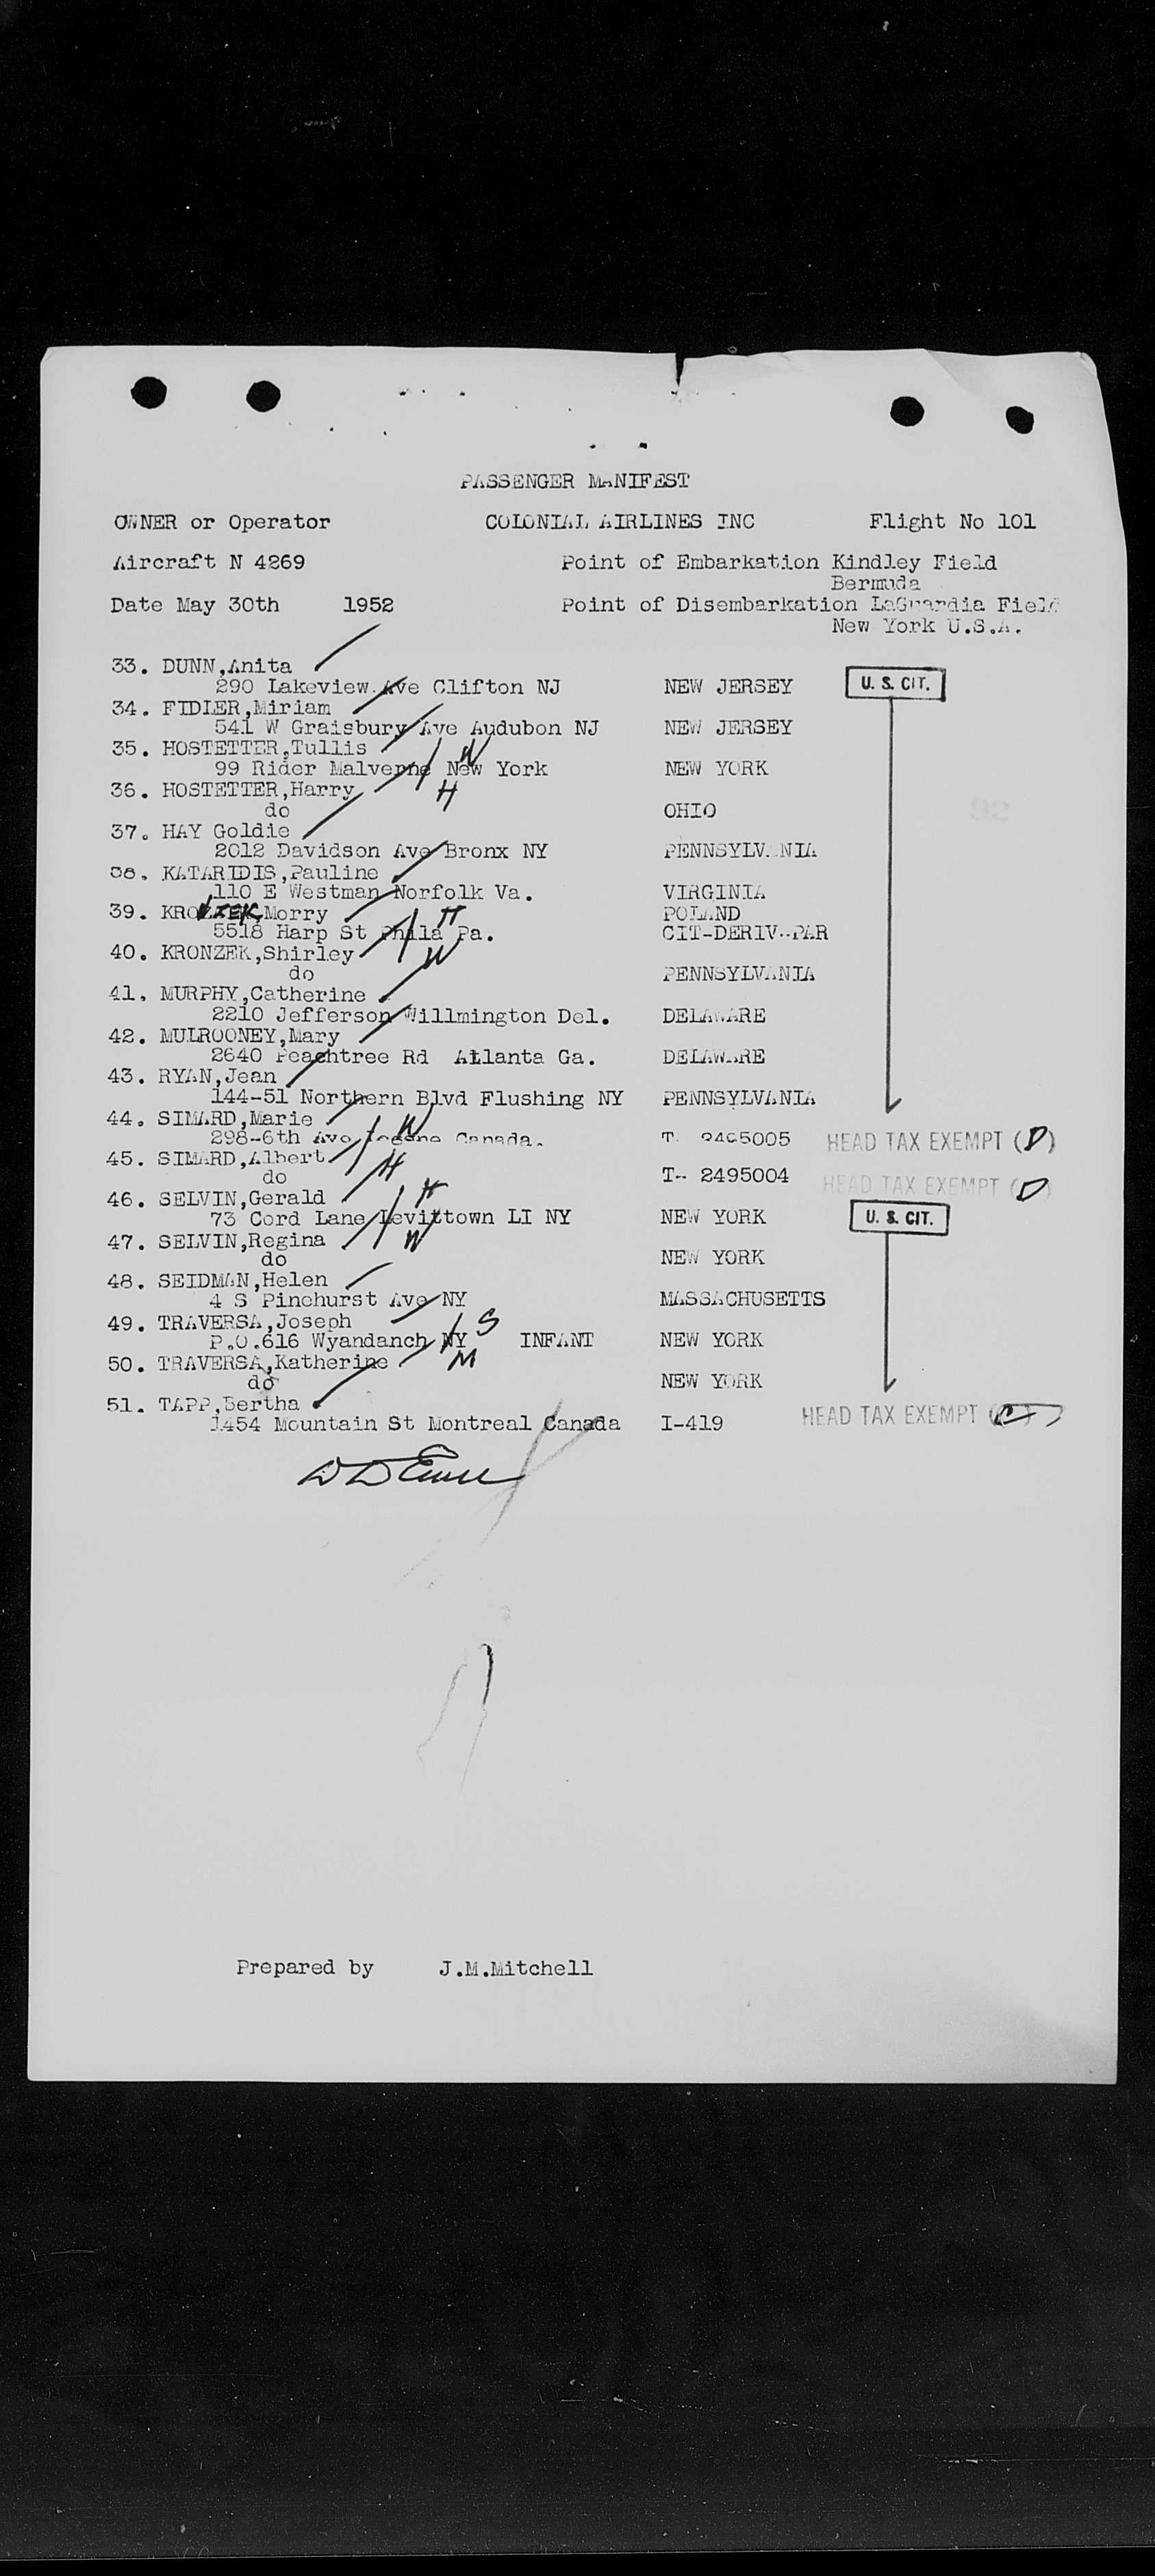 PASSENGER MANIFEST
OWNER or Operator COLONIAL AIRLINES INC Flight No 101
Aircraft N 4269 Point of Embarkation Kindley Field
Bermuda
Date May 30th 1952 Point of Disembarkation LaGuardia Field
New York U.S.A.
33. DUNN,Anita
290 Lakeview Ave Clifton NJ NEW JERSEY U. S. CIT.
34. FIDLER,Miriam
541 W Graisbury Ave Audubon NJ NEW JERSEY
35. HOSTETTER,Tullis
99 Rider Malverne New York NEW YORK W
36. HOSTETTER,Harry H
do OHIO
37. HAY Goldie
2012 Davidson Ave Bronx NY PENNSYLVANIA
38. KATARIDIS,Pauline
110 E Westman Norfolk Va. VIRGINIA
39. Morry POLAND
5518 Harp St Phila Pa. H CIT-DERIV--PAR
40. KRONZEK,Shirley W
do PENNSYLVANIA
41. MURPHY,Catherine
2210 Jefferson Willmington Del. DELAWARE
42. MULROONEY,Mary
2640 Peachtree Rd Atlanta Ga. DELAWARE
43. RYAN,Jean
144-51 Northern Blvd Flushing NY PENNSYLVANIA
44. SIMARD,Marie W
298-6th Ave Canada. T- 2495005 HEAD TAX EXEMPT (D)
45. SIMARD,Albert H
do T- 2495004 HEAD TAX EXEMPT (D)
46. SELVIN,Gerald H
73 Cord Lane Levittown LI NY NEW YORK U. S. CIT.
47. SELVIN,Regina W
do NEW YORK
48. SEIDMAN,Helen
4 S Pinehurst Ave NY MASSACHUSETTS
49. TRAVERSA,Joseph S
P.O.616 Wyandanch NY INFANT NEW YORK
50. TRAVERSA,Katherine M
do NEW YORK
51. TAPP,Bertha
1454 Mountain St Montreal Canada I-419 HEAD TAX EXEMPT
Prepared by J.M.Mitchell